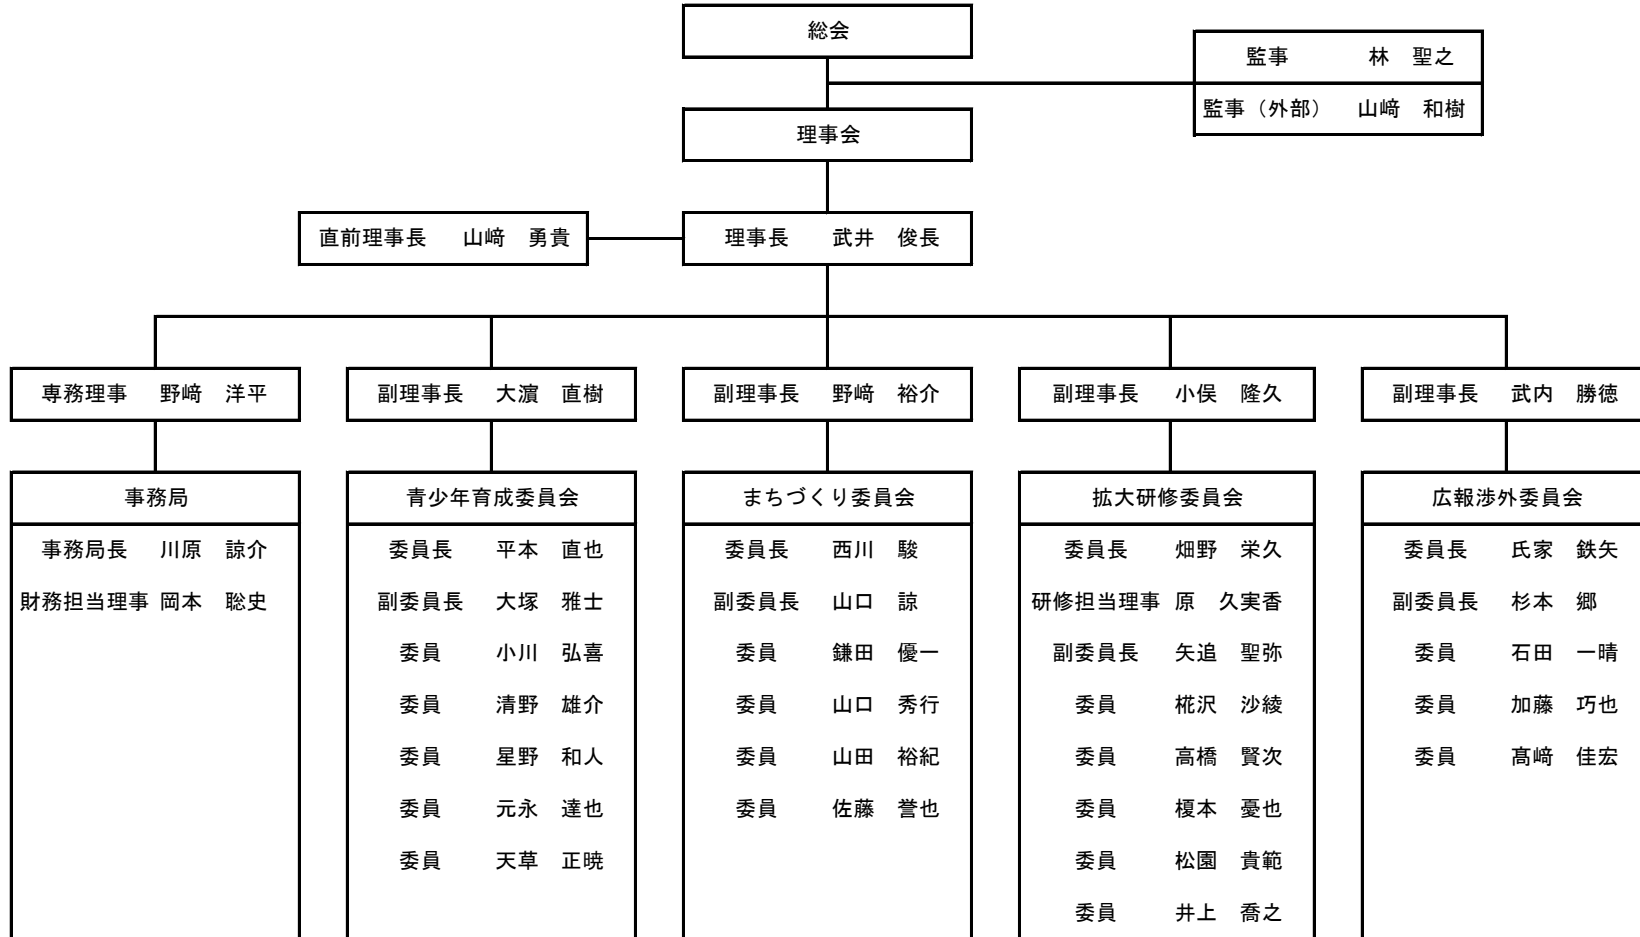 総会
監事　林　聖之
監事（外部）　山﨑　和樹
理事会
直前理事長　山﨑　勇貴
理事長　武井　俊長
専務理事　野﨑　洋平
副理事長　大濵　直樹
副理事長　野﨑　裕介
副理事長　小俣　隆久
副理事長　武内　勝徳
事務局
事務局長　川原　諒介
財務担当理事　岡本　聡史
青少年育成委員会
委員長　平本　直也
副委員長　大塚　雅士
委員　小川　弘喜
委員　清野　雄介
委員　星野　和人
委員　元永　達也
委員　天草　正暁
まちづくり委員会
委員長　西川　駿
副委員長　山口　諒
委員　鎌田　優一
委員　山口　秀行
委員　山田　裕紀
委員　佐藤　誉也
拡大研修委員会
委員長　畑野　栄久
研修担当理事　原　久実香
副委員長　矢追　聖弥
委員　椛沢　沙綾
委員　高橋　賢次
委員　榎本　憂也
委員　松園　貴範
委員　井上　喬之
広報渉外委員会
委員長　氏家　鉄矢
副委員長　杉本　郷
委員　石田　一晴
委員　加藤　巧也
委員　髙﨑　佳宏